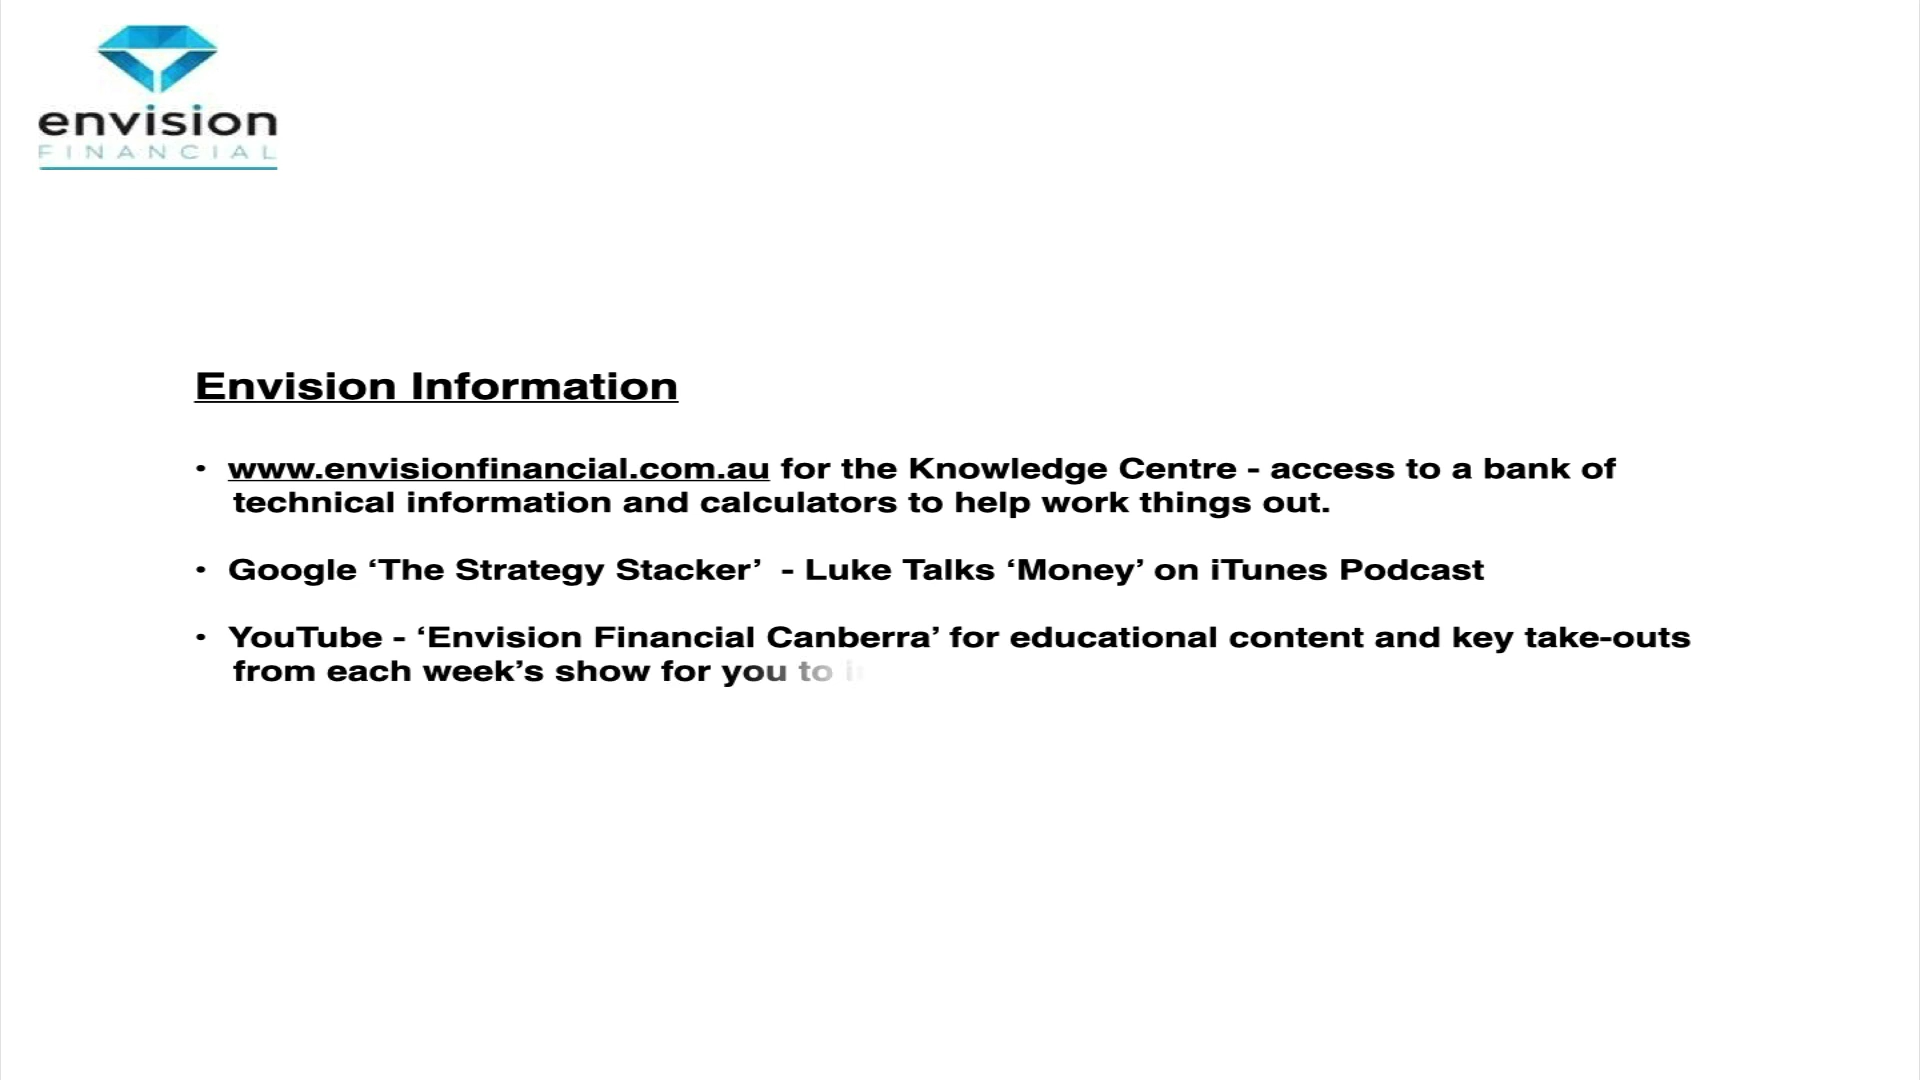 envision
FINANCIAL
Envision Information
• www.envisionfinancial.com.au for the Knowledge Centre - access to a bank of
technical information and calculators to help work things out.
• Google ‘The Strategy Stacker’  - Luke Talks ‘Money’ on iTunes Podcast
• YouTube - ‘Envision Financial Canberra’ for educational content and key take-outs
from each week’s show for you to